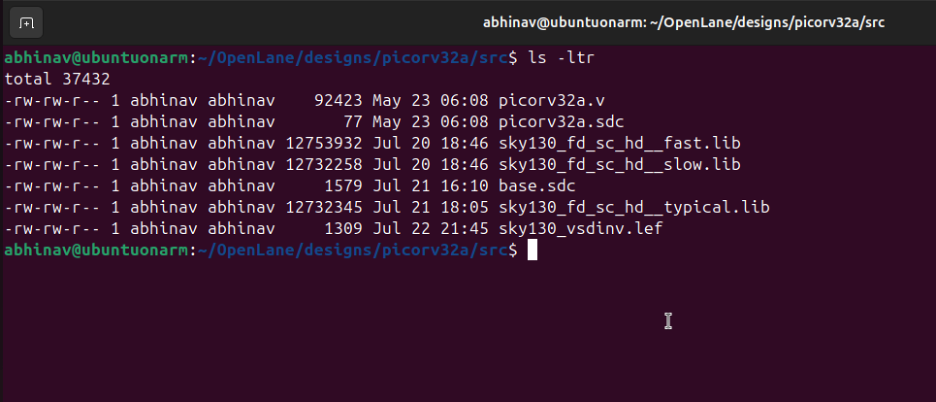 abhinav@ubuntuonarm: ~/OpenLane/designs/picorv32a/src
abhinav@ubuntuonarm:~/OpenLane/designs/picorv32a/src$ ls -ltr
total 37432
-rw-rw-r-- 1 abhinav abhinav    92423 May 23 06:08 picorv32a.v
-rw-rw-r-- 1 abhinav abhinav       77 May 23 06:08 picorv32a.sdc
-rw-rw-r-- 1 abhinav abhinav 12753932 Jul 20 18:46 sky130_fd_sc_hd__fast.lib
-rw-rw-r-- 1 abhinav abhinav 12732258 Jul 20 18:46 sky130_fd_sc_hd__slow.lib
-rw-rw-r-- 1 abhinav abhinav     1579 Jul 21 16:10 base.sdc
-rw-rw-r-- 1 abhinav abhinav 12732345 Jul 21 18:05 sky130_fd_sc_hd__typical.lib
-rw-rw-r-- 1 abhinav abhinav     1309 Jul 22 21:45 sky130_vsdinv.lef
abhinav@ubuntuonarm:~/OpenLane/designs/picorv32a/src$